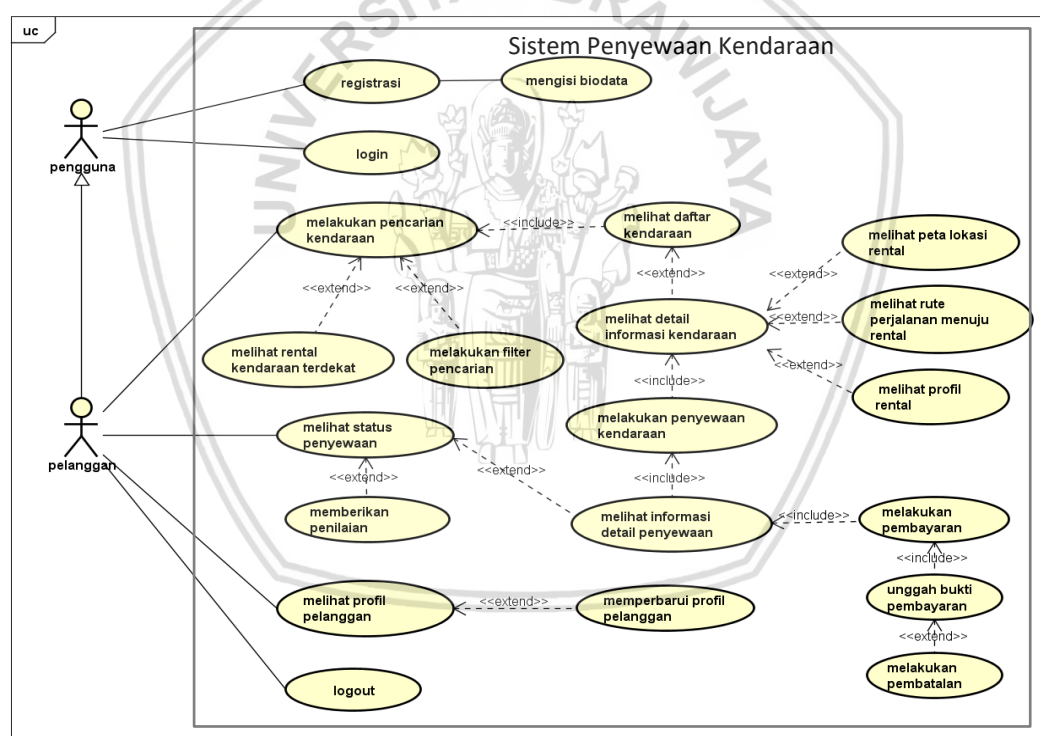 uc
UNIVERSITAS BRAWIJAYA
Sistem Penyewaan Kendaraan
registrasi
mengisi biodata
pengguna
login
melakukan pencarian
kendaraan
<<include>>
melihat daftar
kendaraan
melihat peta lokasi
rental
<<extend>>
<<extend>>
<<extend>>
<<extend>>
melihat detail
informasi kendaraan
<<extend>>
melihat rute
perjalanan menuju
rental
melihat rental
kendaraan terdekat
melakukan filter
pencarian
<<extend>>
<<include>>
melihat profil
rental
pelanggan
melihat status
penyewaan
melakukan penyewaan
kendaraan
<<extend>>
<<extend>>
<<include>>
memberikan
penilaian
melihat informasi
detail penyewaan
<<include>>
melakukan
pembayaran
<<include>>
melihat profil
pelanggan
<<extend>>
memperbarui profil
pelanggan
unggah bukti
pembayaran
<<extend>>
logout
melakukan
pembatalan